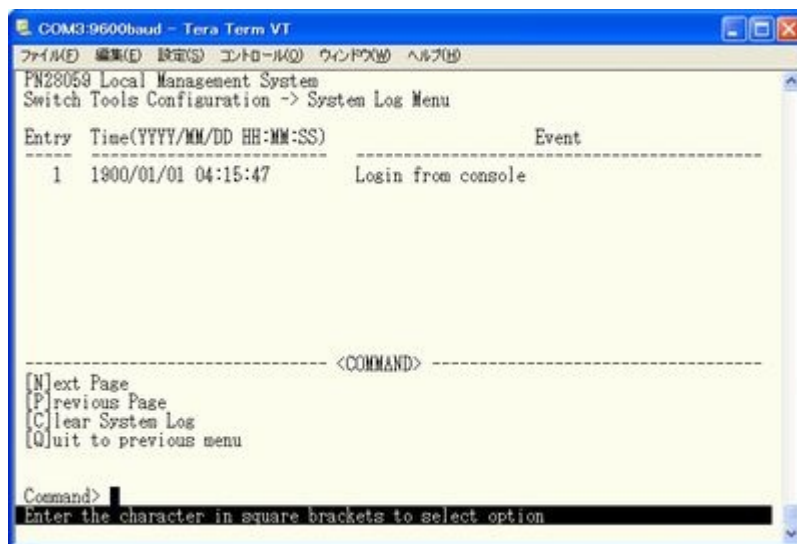 COM3:9600baud - Tera Term VT
ファイル(F) 編集(E) 設定(S) コントロール(O) ウィンドウ(W) ヘルプ(H)
PN28059 Local Management System
Switch Tools Configuration -> System Log Menu
Entry Time(YYYY/MM/DD HH:MM:SS) Event
----- ------------------------- -------------------------------------------
1 1900/01/01 04:15:47 Login from console
-------------------------------- <COMMAND> -----------------------------------
[N]ext Page
[P]revious Page
[C]lear System Log
[Q]uit to previous menu
Command>
Enter the character in square brackets to select option